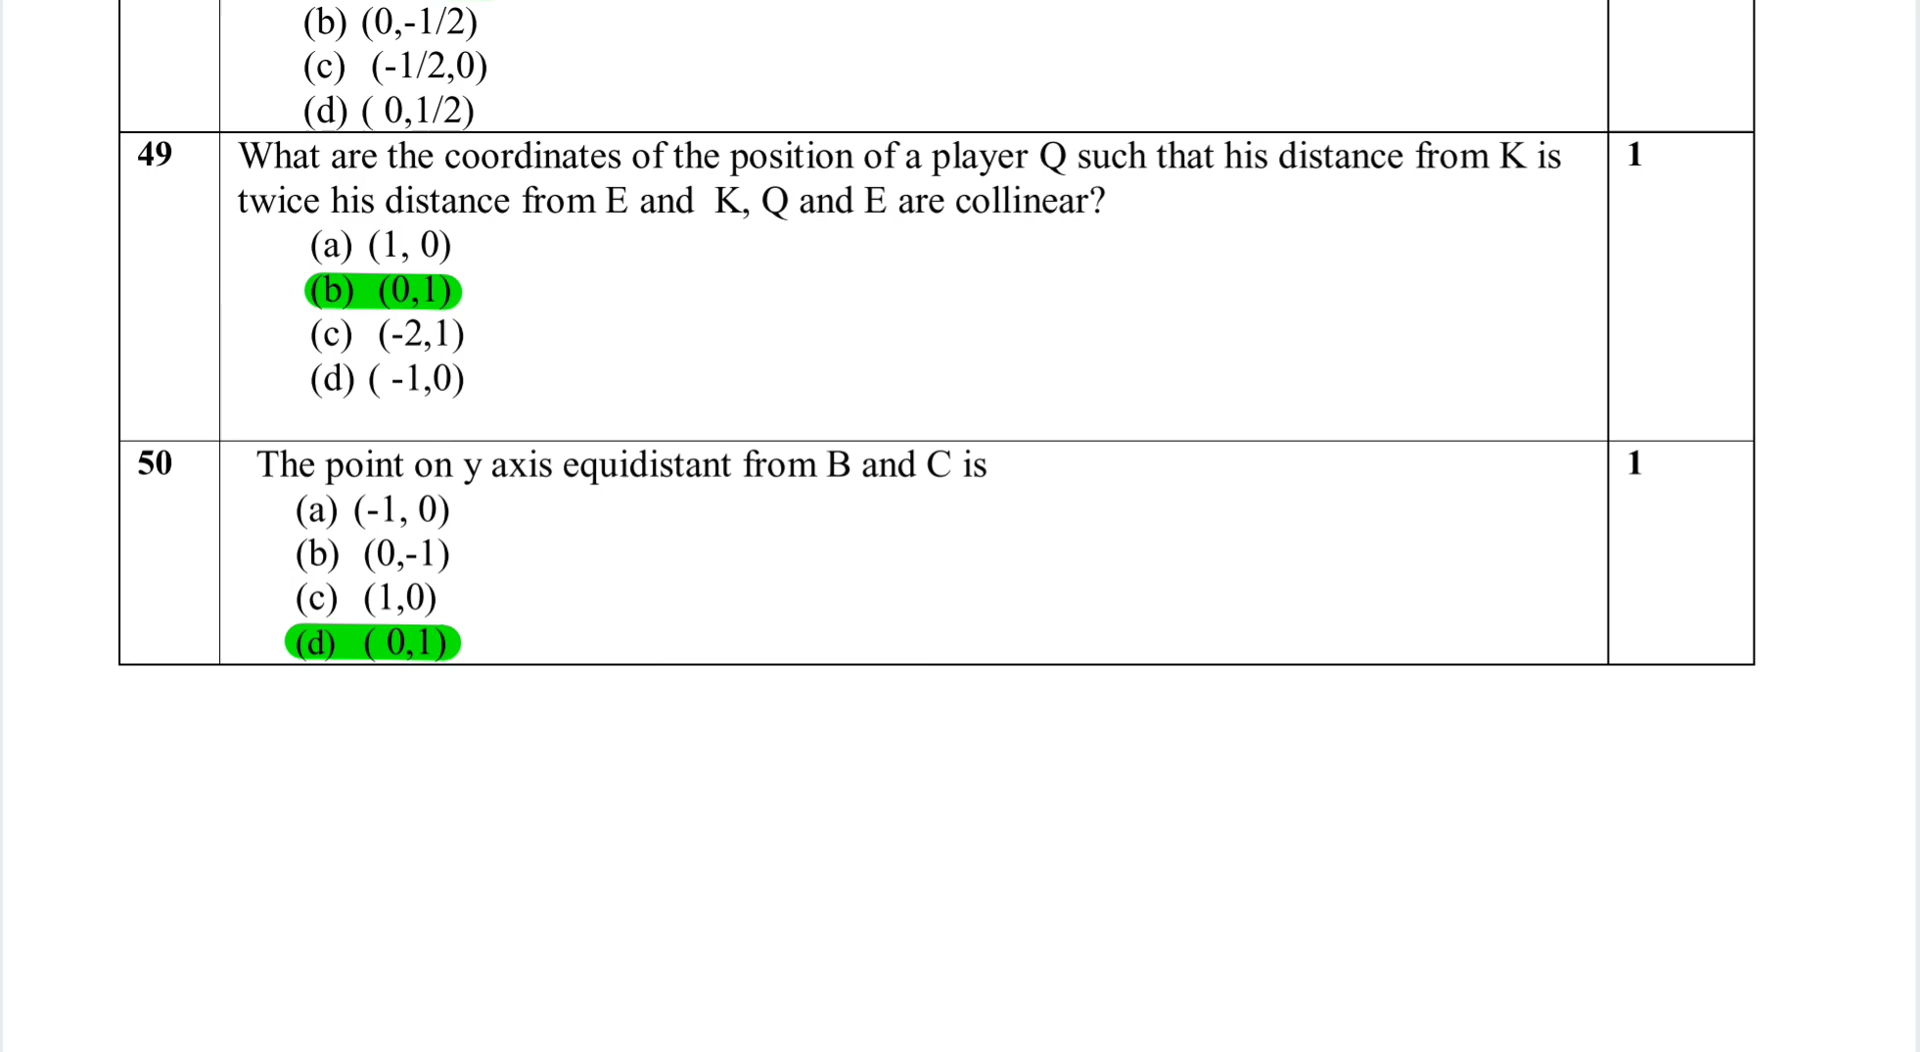 (b) (0,-1/2)
(c) (-1/2,0)
(d) ( 0,1/2)
49 What are the coordinates of the position of a player Q such that his distance from K is 1
twice his distance from E and K, Q and E are collinear?
(a) (1, 0)
(b) (0,1)
(c) (-2,1)
(d) ( -1,0)
50 The point on y axis equidistant from B and C is 1
(a) (-1, 0)
(b) (0,-1)
(c) (1,0)
(d) ( 0,1)